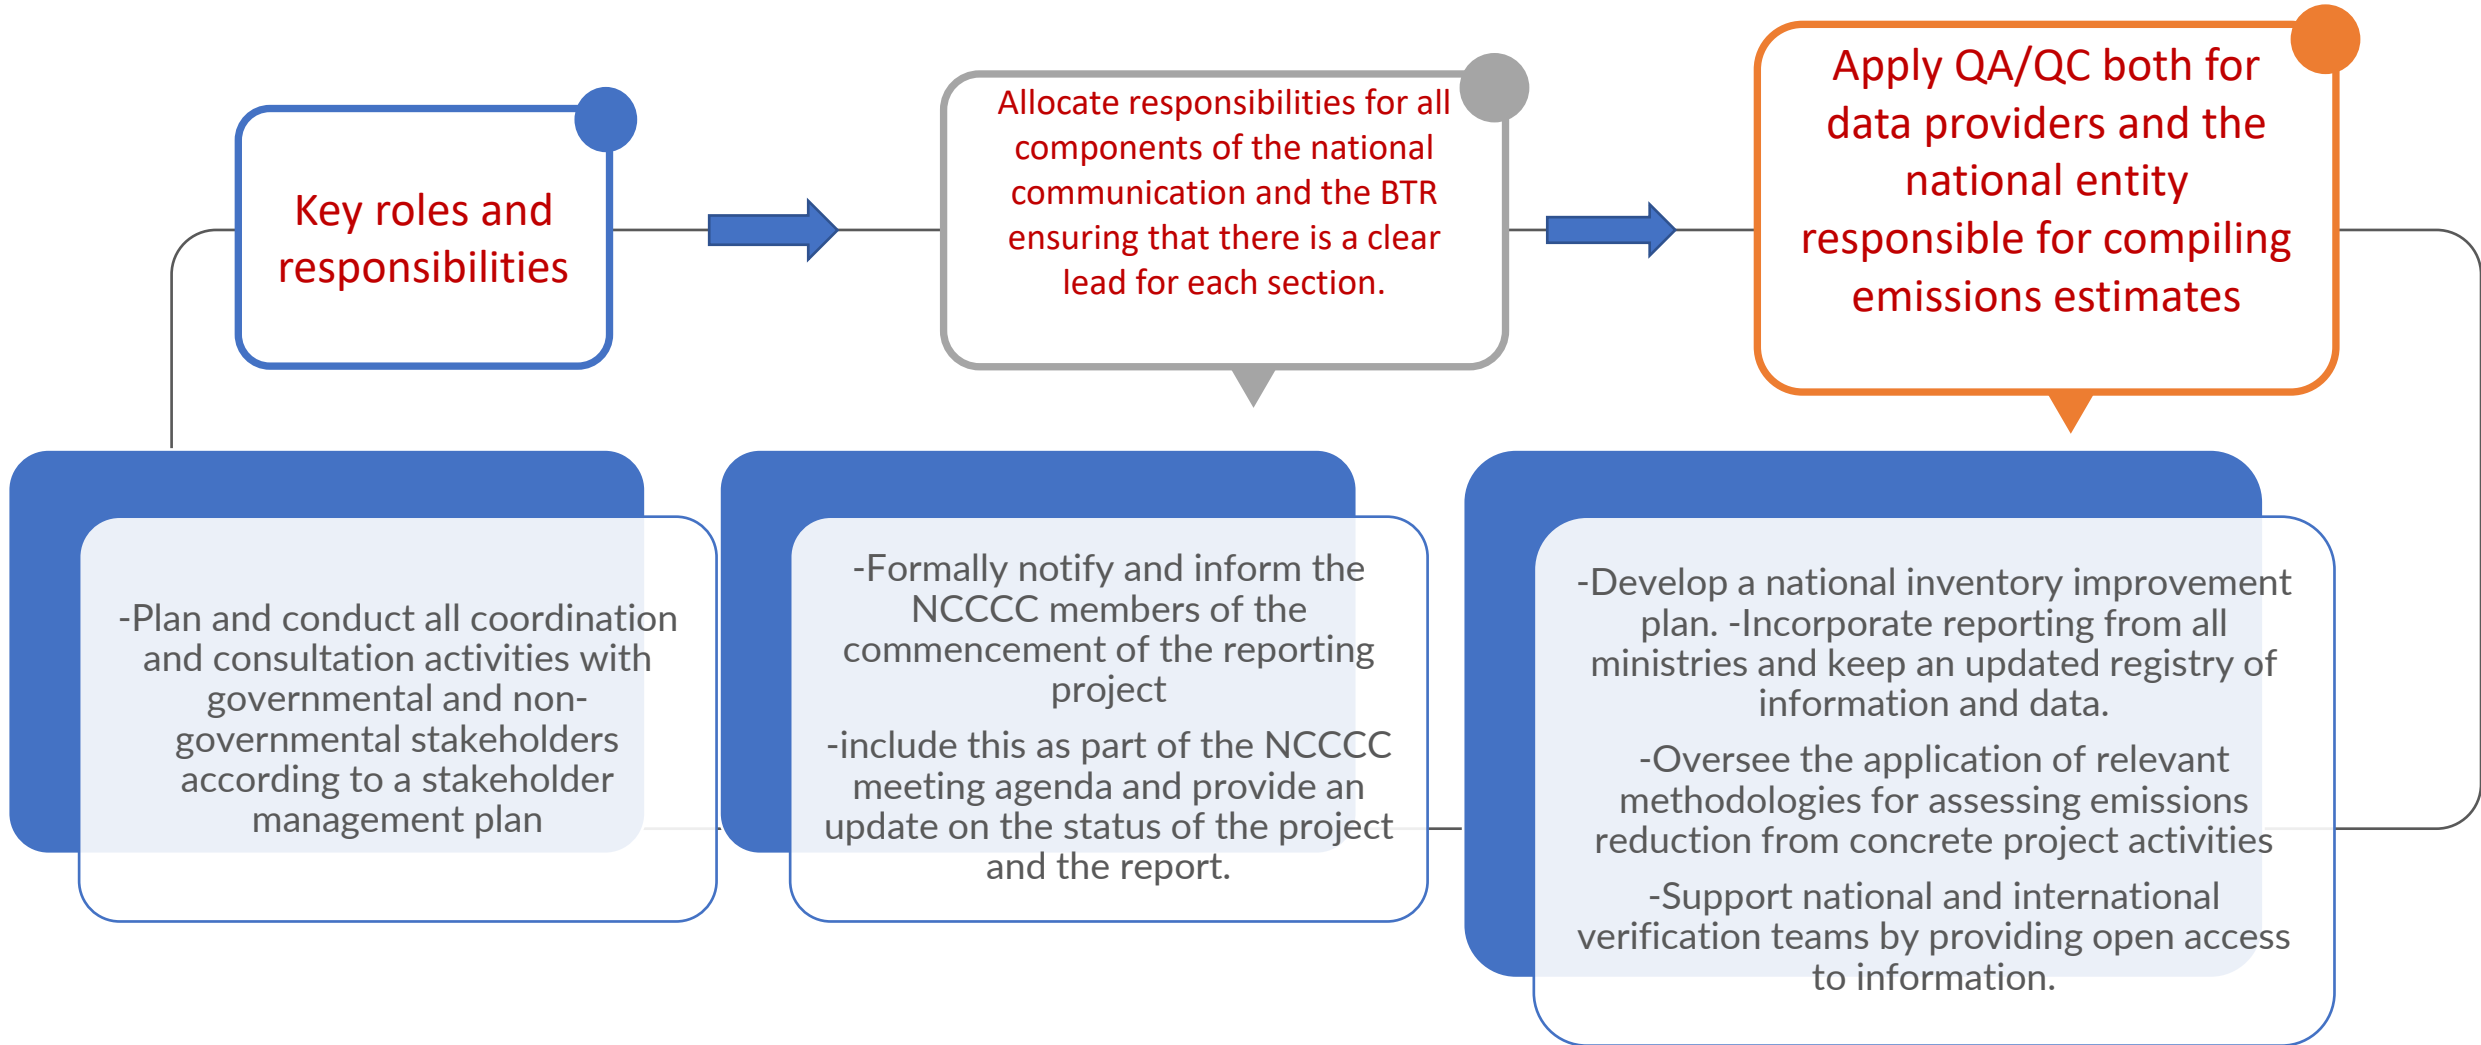 Key roles and
responsibilities
Allocate responsibilities for all
components of the national
communication and the BTR
ensuring that there is a clear
lead for each section.
Apply QA/QC both for
data providers and the
national entity
responsible for compiling
emissions estimates
-Plan and conduct all coordination
and consultation activities with
governmental and non-
governmental stakeholders
according to a stakeholder
management plan
-Formally notify and inform the
NCCCC members of the
commencement of the reporting
project
-include this as part of the NCCCC
meeting agenda and provide an
update on the status of the project
and the report.
-Develop a national inventory improvement
plan. -Incorporate reporting from all
ministries and keep an updated registry of
information and data.
-Oversee the application of relevant
methodologies for assessing emissions
reduction from concrete project activities
-Support national and international
verification teams by providing open access
to information.